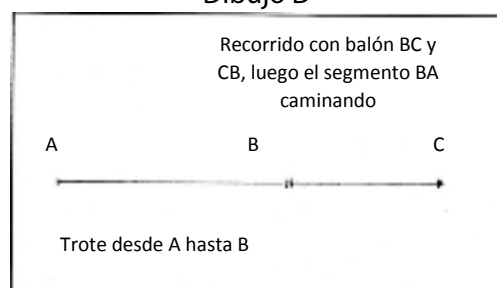 Dibujo D
Recorrido con balón BC y
CB, luego el segmento BA
caminando
A B C
Trote desde A hasta B